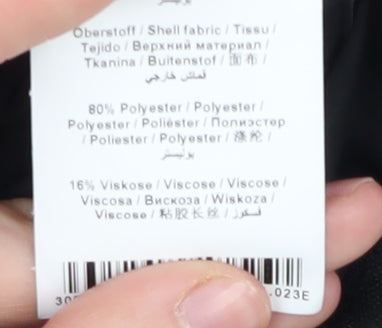 Oberstoff / Shell fabric / Tissu /
Tejido / Верхний материал /
Tkanina / Buitenstof / 面布 /
قماش خارجي
80% Polyester / Polyester /
Polyester / Poliéster / Полиэстер
/ Poliester / Polyester / 涤纶 /
بوليستر
16% Viskose / Viscose / Viscose /
Viscosa / Вискоза / Wiskoza /
Viscose / 粘胶长丝 / فسكوز
.023E